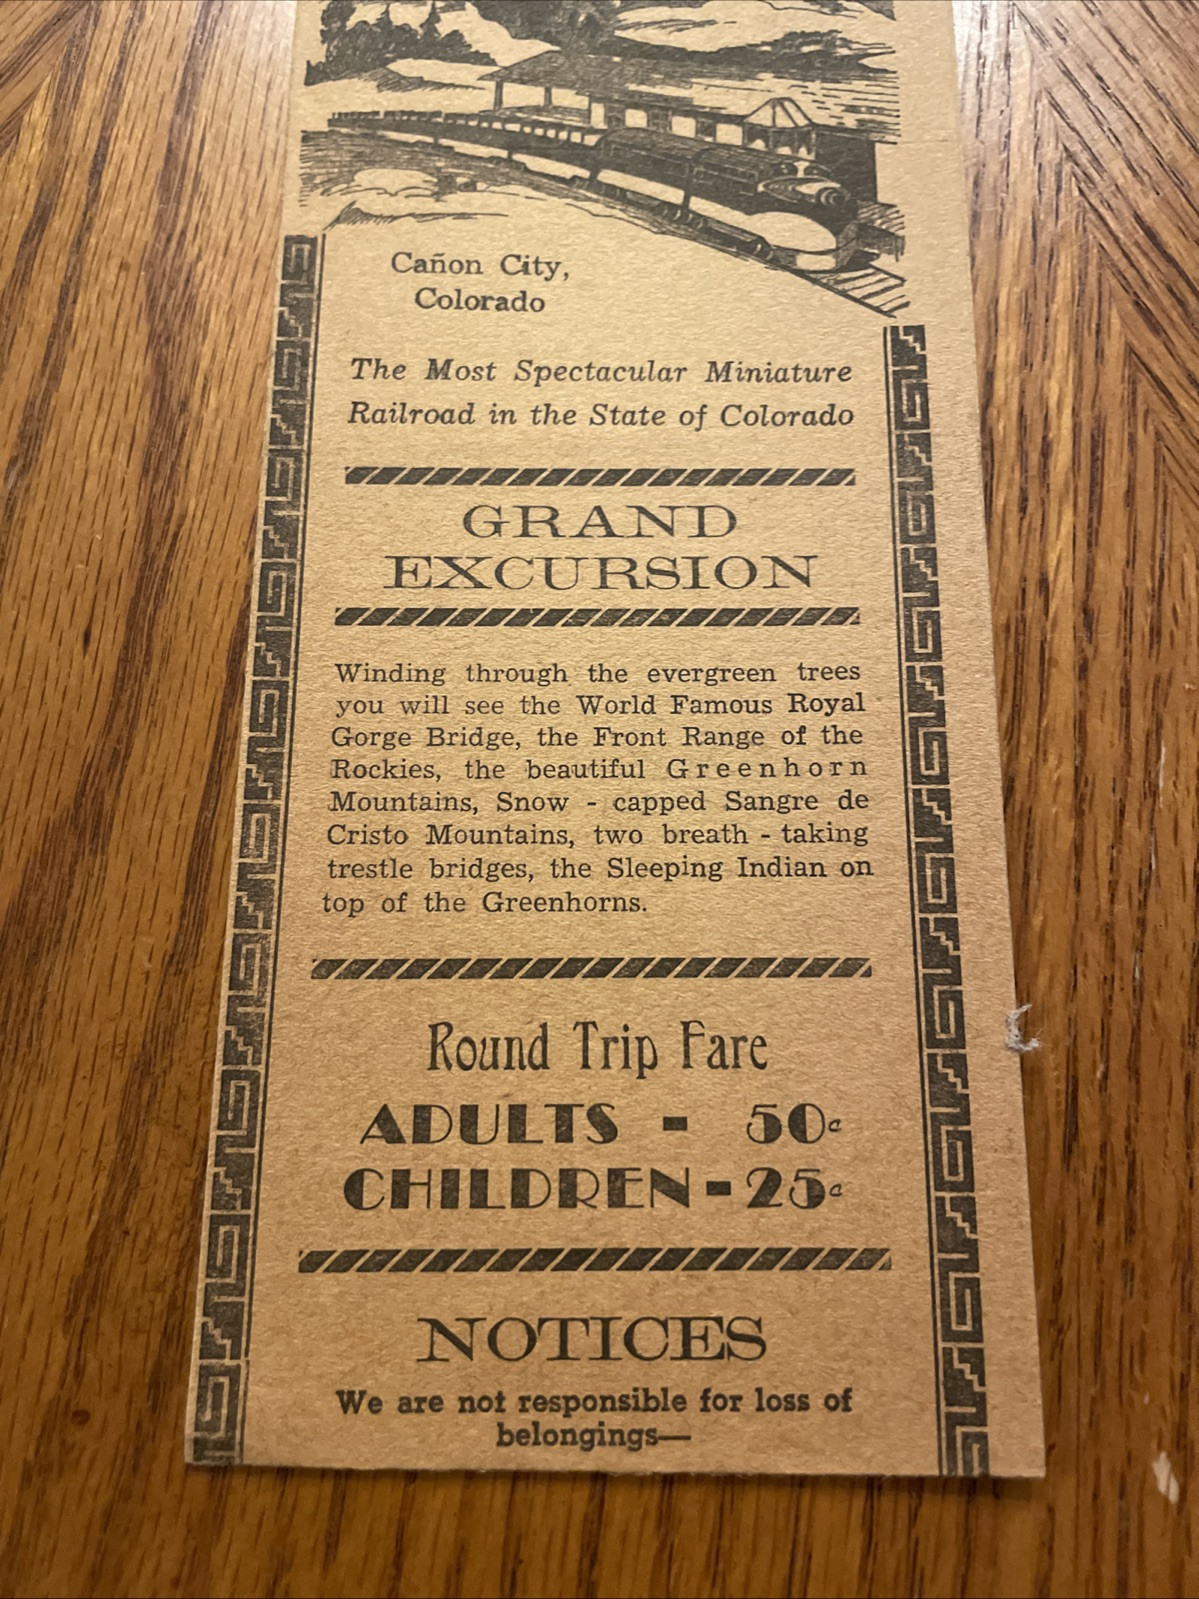 Cañon City,
Colorado
The Most Spectacular Miniature
Railroad in the State of Colorado
GRAND
EXCURSION
Winding through the evergreen trees
you will see the World Famous Royal
Gorge Bridge, the Front Range of the
Rockies, the beautiful Greenhorn
Mountains, Snow - capped Sangre de
Cristo Mountains, two breath - taking
trestle bridges, the Sleeping Indian on
top of the Greenhorns.
Round Trip Fare
ADULTS - 50c
CHILDREN - 25c
NOTICES
We are not responsible for loss of
belongings—